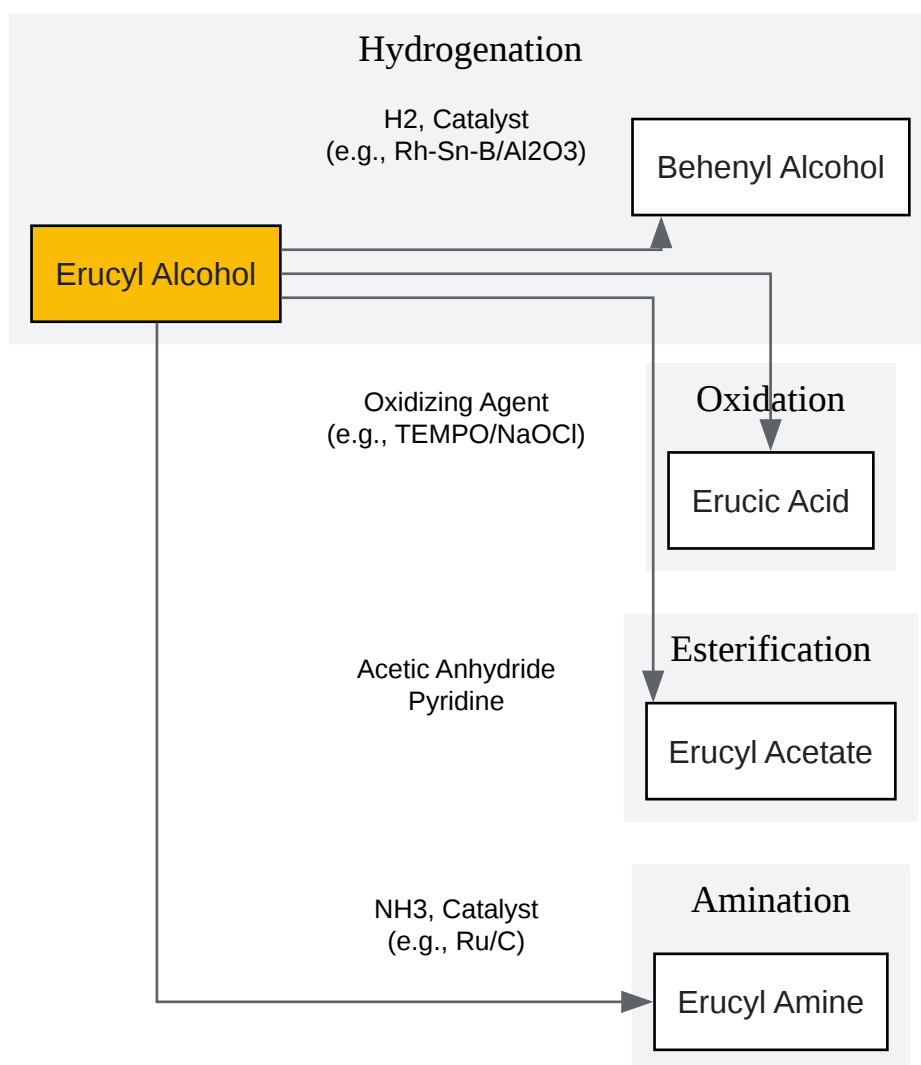 Hydrogenation
H2, Catalyst
(e.g., Rh-Sn-B/Al2O3)
Behenyl Alcohol
Erucyl Alcohol
Oxidizing Agent
(e.g., TEMPO/NaOCl)
Oxidation
Erucic Acid
Acetic Anhydride
Pyridine
Esterification
Erucyl Acetate
NH3, Catalyst
(e.g., Ru/C)
Amination
Erucyl Amine